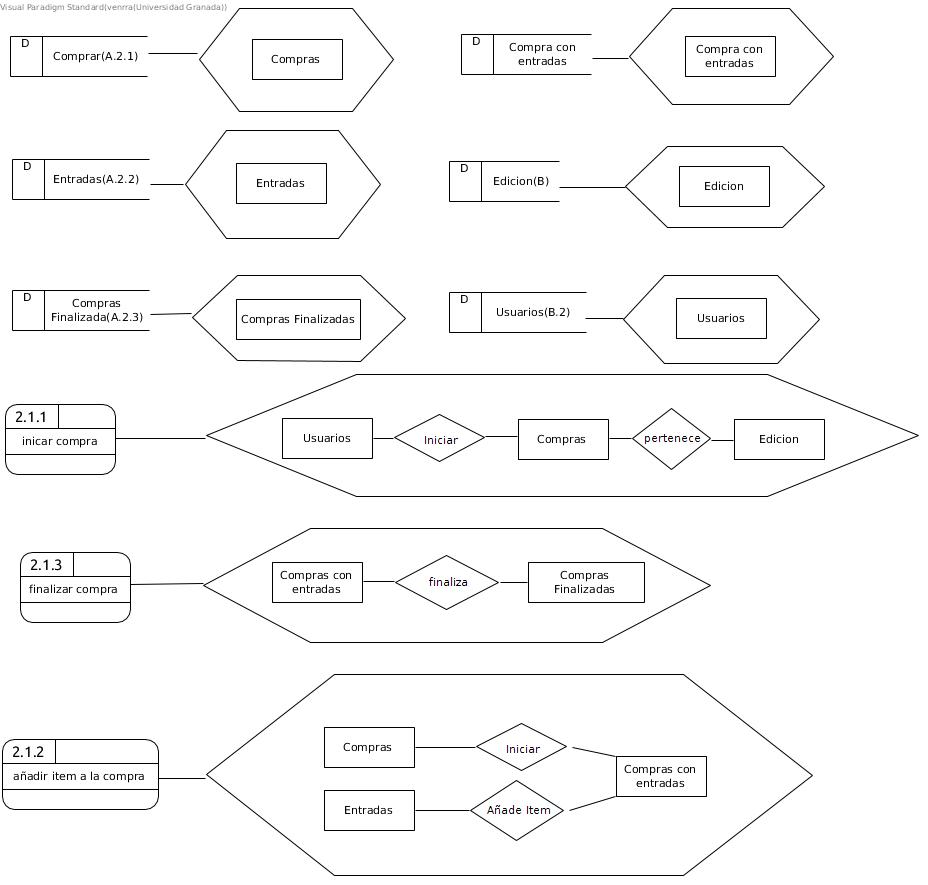 Visual Paradigm Standard(venrra(Universidad Granada))
D
Comprar(A.2.1)
Compras
D
Compra con
entradas
Compra con
entradas
D
Entradas(A.2.2)
Entradas
D
Edicion(B)
Edicion
D
Compras
Finalizada(A.2.3)
Compras Finalizadas
D
Usuarios(B.2)
Usuarios
2.1.1
inicar compra
Usuarios
Iniciar
Compras
pertenece
Edicion
2.1.3
finalizar compra
Compras con
entradas
finaliza
Compras
Finalizadas
2.1.2
añadir item a la compra
Compras
Iniciar
Compras con
entradas
Entradas
Añade Item